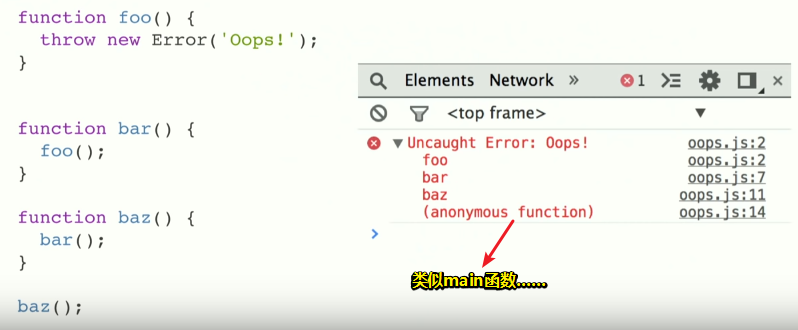 function foo() {
  throw new Error('Oops!');
}
function bar() {
  foo();
}
function baz() {
  bar();
}
baz();
Elements Network » 1
<top frame> ▼
▼Uncaught Error: Oops! oops.js:2
foo oops.js:2
bar oops.js:7
baz oops.js:11
(anonymous function) oops.js:14
类似main函数......